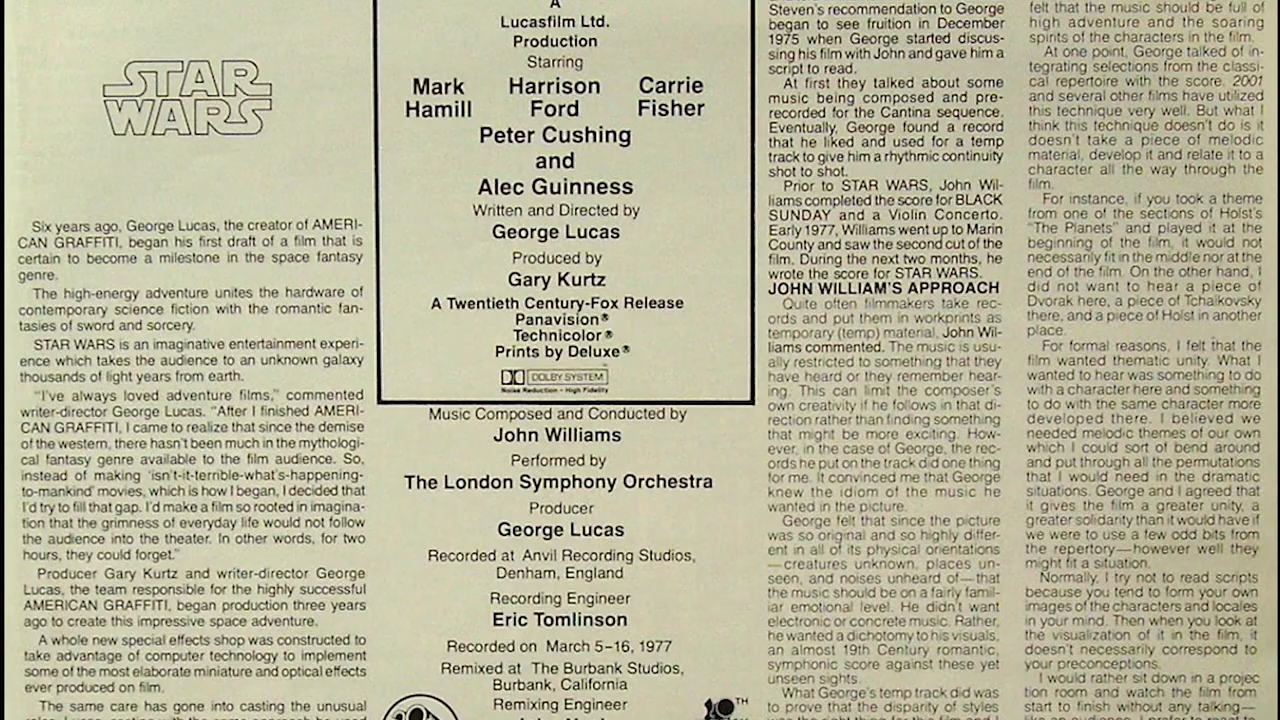 STAR
WARS
Six years ago, George Lucas, the creator of AMERI-
CAN GRAFFITI, began his first draft of a film that is
certain to become a milestone in the space fantasy
genre.
The high-energy adventure unites the hardware of
contemporary science fiction with the romantic fan-
tasies of sword and sorcery.
STAR WARS is an imaginative entertainment experi-
ence which takes the audience to an unknown galaxy
thousands of light years from earth.
"I've always loved adventure films," commented
writer-director George Lucas. "After I finished AMERI-
CAN GRAFFITI, I came to realize that since the demise
of the western, there hasn't been much in the mythologi-
cal fantasy genre available to the film audience. So,
instead of making 'isn't-it-terrible-what's-happening-
to-mankind' movies, which is how I began, I decided that
I'd try to fill that gap. I'd make a film so rooted in imagina-
tion that the grimness of everyday life would not follow
the audience into the theater. In other words, for two
hours, they could forget."
Producer Gary Kurtz and writer-director George
Lucas, the team responsible for the highly successful
AMERICAN GRAFFITI, began production three years
ago to create this impressive space adventure.
A whole new special effects shop was constructed to
take advantage of computer technology to implement
some of the most elaborate miniature and optical effects
ever produced on film.
The same care has gone into casting the unusual
A
Lucasfilm Ltd.
Production
Starring
Mark Harrison Carrie
Hamill Ford Fisher
Peter Cushing
and
Alec Guinness
Written and Directed by
George Lucas
Produced by
Gary Kurtz
A Twentieth Century-Fox Release
Panavision®
Technicolor®
Prints by Deluxe®
DOLBY SYSTEM
Noise Reduction - High Fidelity
Music Composed and Conducted by
John Williams
Performed by
The London Symphony Orchestra
Producer
George Lucas
Recorded at Anvil Recording Studios,
Denham, England
Recording Engineer
Eric Tomlinson
Recorded on March 5-16, 1977
Remixed at The Burbank Studios,
Burbank, California
Remixing Engineer
20
TH
Steven's recommendation to George
began to see fruition in December
1975 when George started discus-
sing his film with John and gave him a
script to read.
At first they talked about some
music being composed and pre-
recorded for the Cantina sequence.
Eventually, George found a record
that he liked and used for a temp
track to give him a rhythmic continuity
shot to shot.
Prior to STAR WARS, John Wil-
liams completed the score for BLACK
SUNDAY and a Violin Concerto.
Early 1977, Williams went up to Marin
County and saw the second cut of the
film. During the next two months, he
wrote the score for STAR WARS.
JOHN WILLIAM'S APPROACH
Quite often filmmakers take rec-
ords and put them in workprints as
temporary (temp) material, John Wil-
liams commented. The music is usu-
ally restricted to something that they
have heard or they remember hear-
ing. This can limit the composer's
own creativity if he follows in that di-
rection rather than finding something
that might be more exciting. How-
ever, in the case of George, the rec-
ords he put on the track did one thing
for me. It convinced me that George
knew the idiom of the music he
wanted in the picture.
George felt that since the picture
was so original and so highly differ-
ent in all of its physical orientations
—creatures unknown, places un-
seen, and noises unheard of—that
the music should be on a fairly famil-
iar emotional level. He didn't want
electronic or concrete music. Rather,
he wanted a dichotomy to his visuals,
an almost 19th Century romantic,
symphonic score against these yet
unseen sights.
What George's temp track did was
to prove that the disparity of styles
was the right thing for this film and I
felt that the music should be full of
high adventure and the soaring
spirits of the characters in the film.
At one point, George talked of in-
tegrating selections from the classi-
cal repertoire with the score. 2001
and several other films have utilized
this technique very well. But what I
think this technique doesn't do is it
doesn't take a piece of melodic
material, develop it and relate it to a
character all the way through the
film.
For instance, if you took a theme
from one of the sections of Holst's
"The Planets" and played it at the
beginning of the film, it would not
necessarily fit in the middle nor at the
end of the film. On the other hand, I
did not want to hear a piece of
Dvorak here, a piece of Tchaikovsky
there, and a piece of Holst in another
place.
For formal reasons, I felt that the
film wanted thematic unity. What I
wanted to hear was something to do
with a character here and something
to do with the same character more
developed there. I believed we
needed melodic themes of our own
which I could sort of bend around
and put through all the permutations
that I would need in the dramatic
situations. George and I agreed that
it gives the film a greater unity, a
greater solidarity than it would have if
we were to use a few odd bits from
the repertory—however well they
might fit a situation.
Normally, I try not to read scripts
because you tend to form your own
images of the characters and locales
in your mind. Then when you look at
the visualization of it in the film, it
doesn't necessarily correspond to
your preconceptions.
I would rather sit down in a projec
tion room and watch the film from
start to finish without any talking—